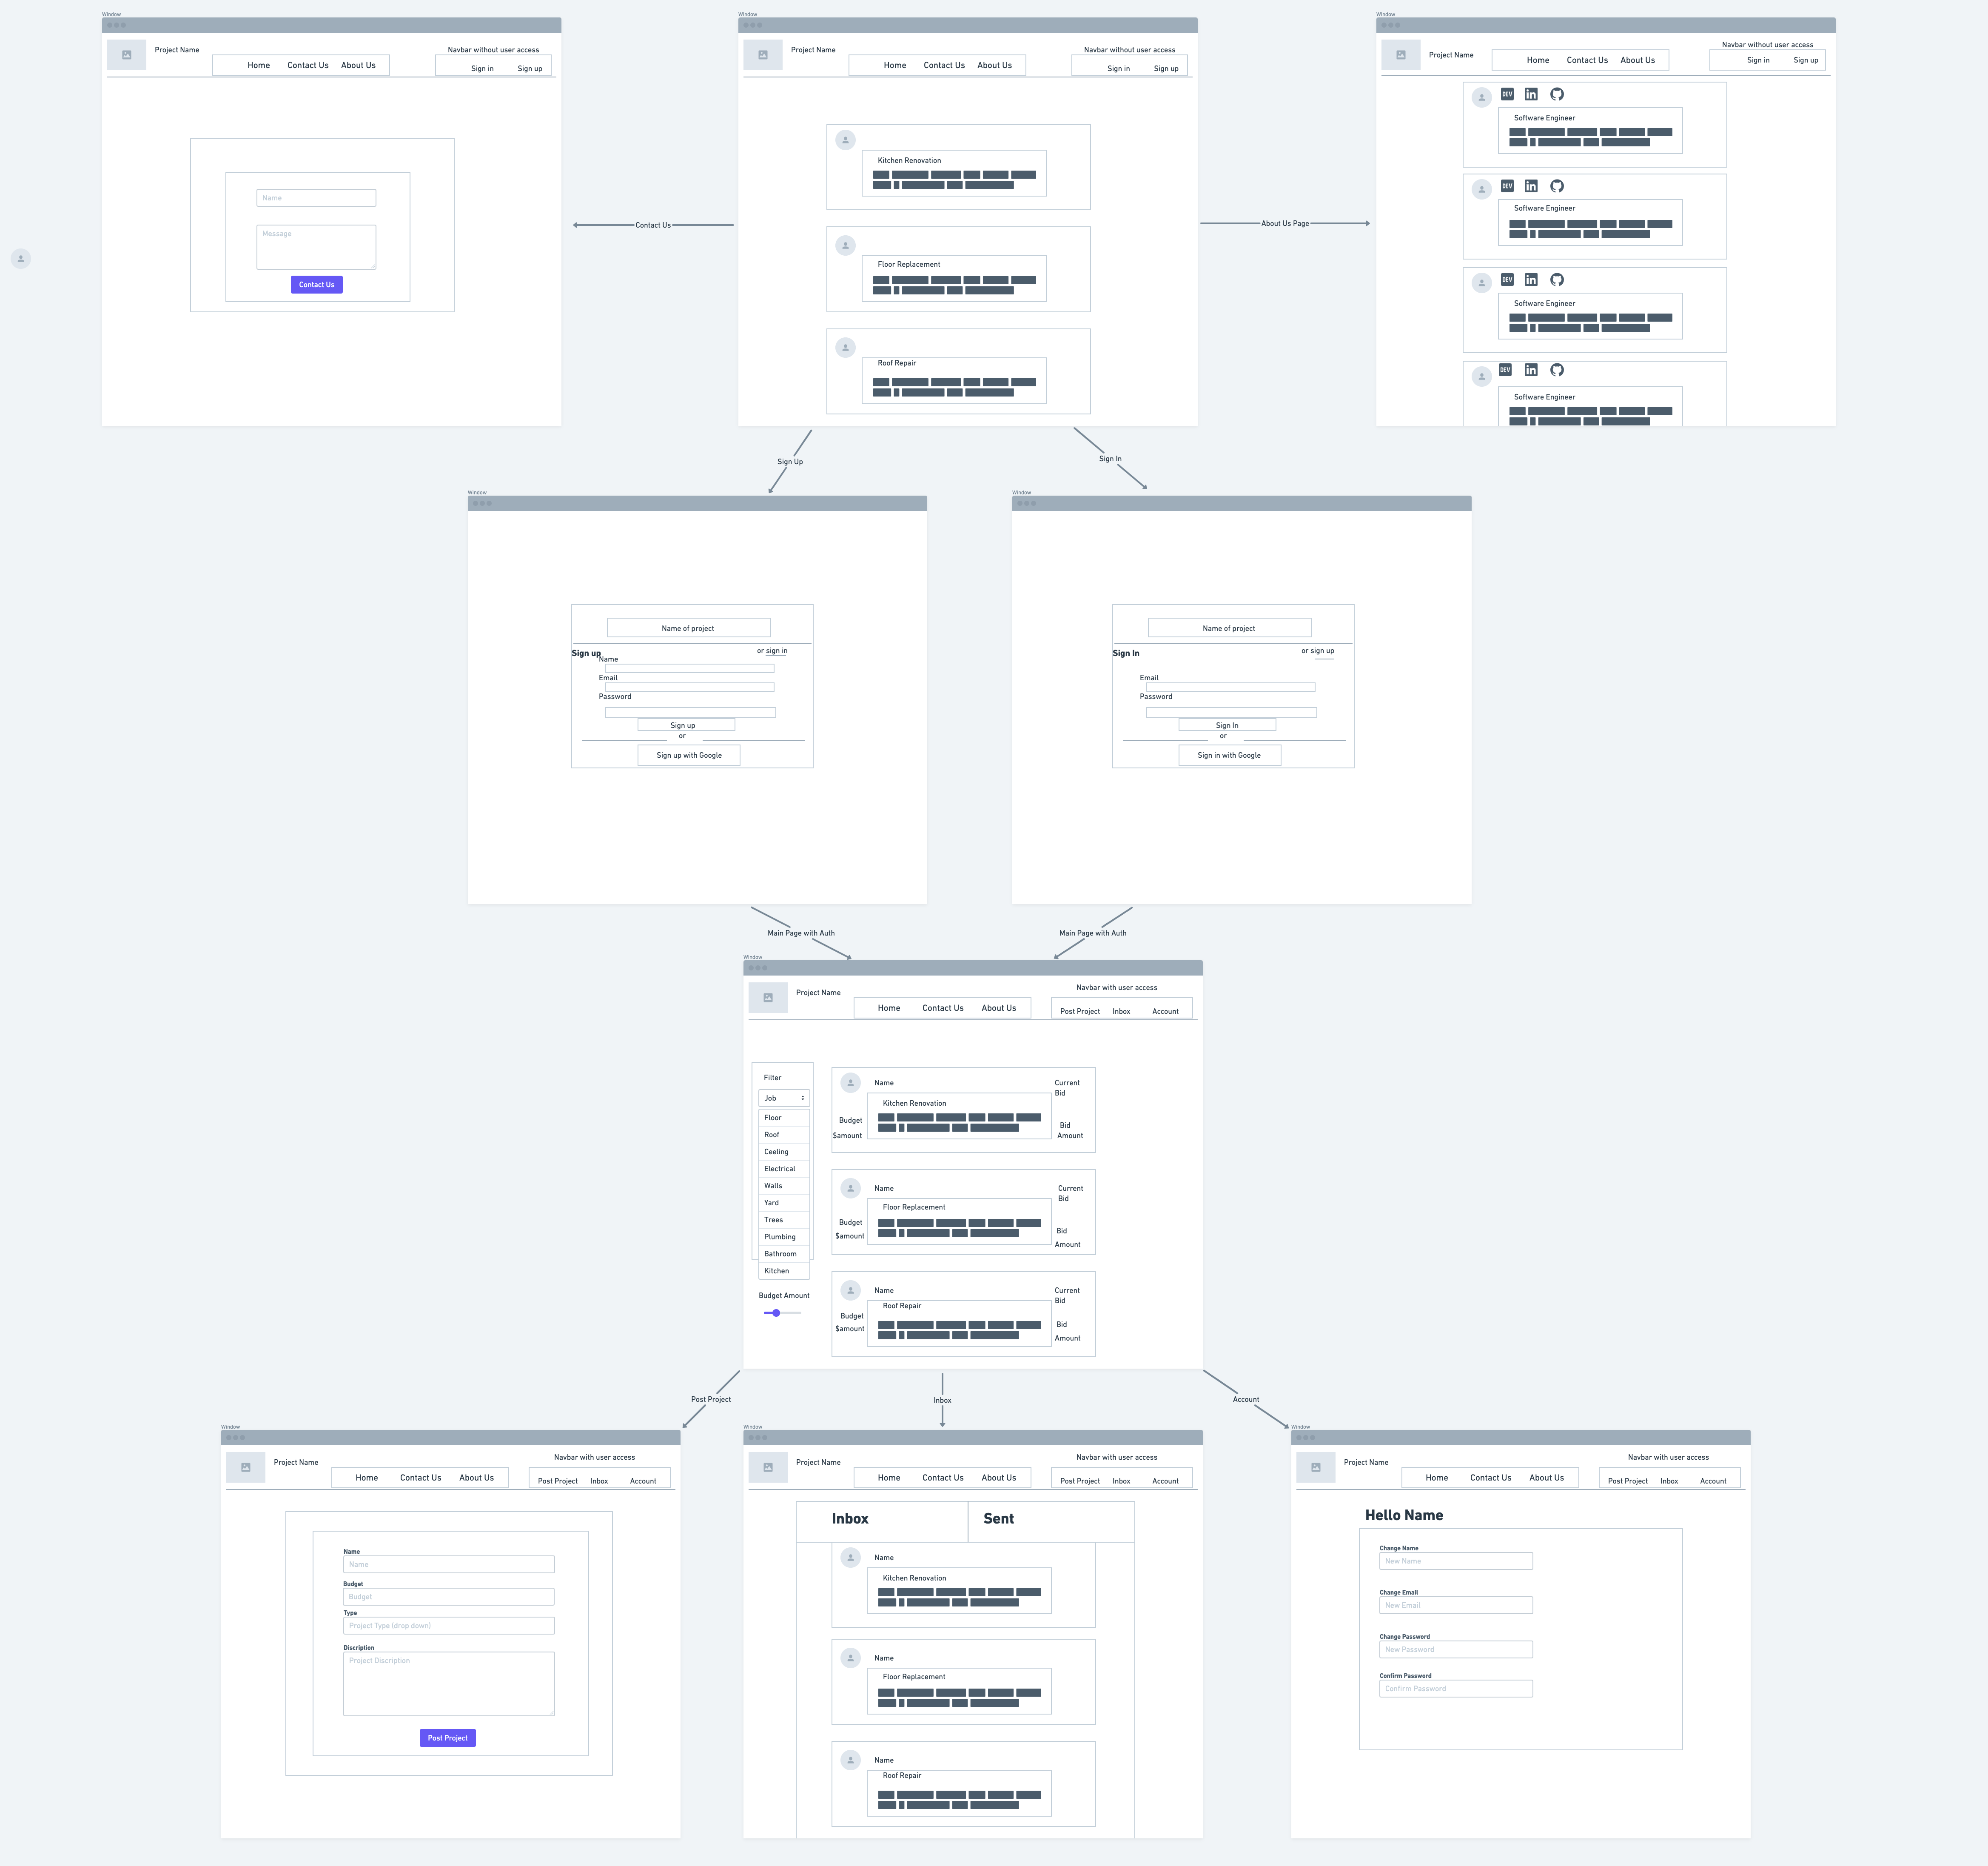 Window
Project Name
Home Contact Us About Us
Navbar without user access
Sign in Sign up
Name
Message
Contact Us
Contact Us
Window
Project Name
Home Contact Us About Us
Navbar without user access
Sign in Sign up
Kitchen Renovation
Floor Replacement
Roof Repair
About Us Page
Window
Project Name
Home Contact Us About Us
Navbar without user access
Sign in Sign up
DEV in
Software Engineer
DEV in
Software Engineer
DEV in
Software Engineer
DEV in
Software Engineer
Sign Up
Sign In
Window
Name of project
Sign up
or sign in
Name
Email
Password
Sign up
or
Sign up with Google
Window
Name of project
Sign In
or sign up
Email
Password
Sign In
or
Sign in with Google
Main Page with Auth
Main Page with Auth
Window
Project Name
Home Contact Us About Us
Navbar with user access
Post Project Inbox Account
Filter
Job
Floor
Roof
Ceeling
Electrical
Walls
Yard
Trees
Plumbing
Bathroom
Kitchen
Budget Amount
Name
Kitchen Renovation
Budget
$amount
Current
Bid
Bid
Amount
Name
Floor Replacement
Budget
$amount
Current
Bid
Bid
Amount
Name
Roof Repair
Budget
$amount
Current
Bid
Bid
Amount
Post Project
Inbox
Account
Window
Project Name
Home Contact Us About Us
Navbar with user access
Post Project Inbox Account
Name
Name
Budget
Budget
Type
Project Type (drop down)
Discription
Project Discription
Post Project
Window
Project Name
Home Contact Us About Us
Navbar with user access
Post Project Inbox Account
Inbox
Sent
Name
Kitchen Renovation
Name
Floor Replacement
Name
Roof Repair
Window
Project Name
Home Contact Us About Us
Navbar with user access
Post Project Inbox Account
Hello Name
Change Name
New Name
Change Email
New Email
Change Password
New Password
Confirm Password
Confirm Password